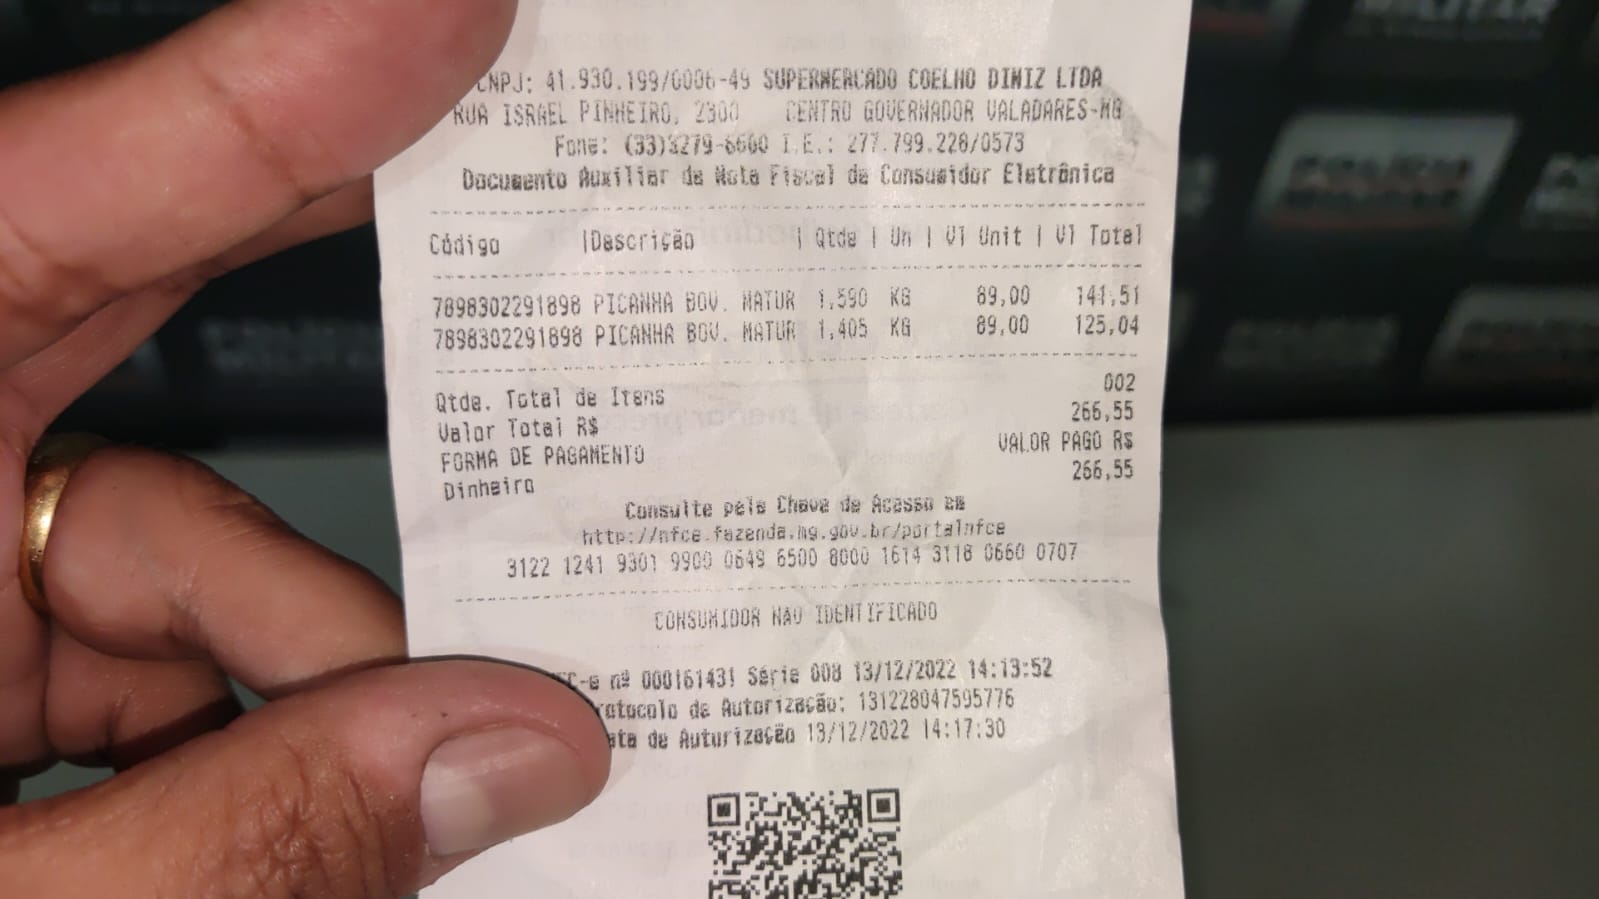 CNPJ: 41.930.199/0006-49 SUPERMERCADO COELHO DINIZ LTDA
RUA ISRAEL PINHEIRO, 2300 CENTRO GOVERNADOR VALADARES-MG
Fone: (33)3279-6600 I.E.: 277.799.228/0573
Documento Auxiliar da Nota Fiscal de Consumidor Eletrônica
Código |Descrição | Qtde | Un | Vl Unit | Vl Total
7898302291898 PICANHA BOV. MATUR 1,590 KG 89,00 141,51
7898302291898 PICANHA BOV. MATUR 1,405 KG 89,00 125,04
Qtde. Total de Itens 002
Valor Total R$ 266,55
FORMA DE PAGAMENTO VALOR PAGO R$
Dinheiro 266,55
Consulte pela Chave de Acesso em
http://nfce.fazenda.mg.gov.br/portalnfce
3122 1241 9301 9900 0649 6500 8000 1614 3118 0660 0707
CONSUMIDOR NAO IDENTIFICADO
nº 000161431 Série 008 13/12/2022 14:13:52
rotocolo de Autorização: 131228047595776
ata de Auturização 13/12/2022 14:17:30
POLÍCIA
MILITAR